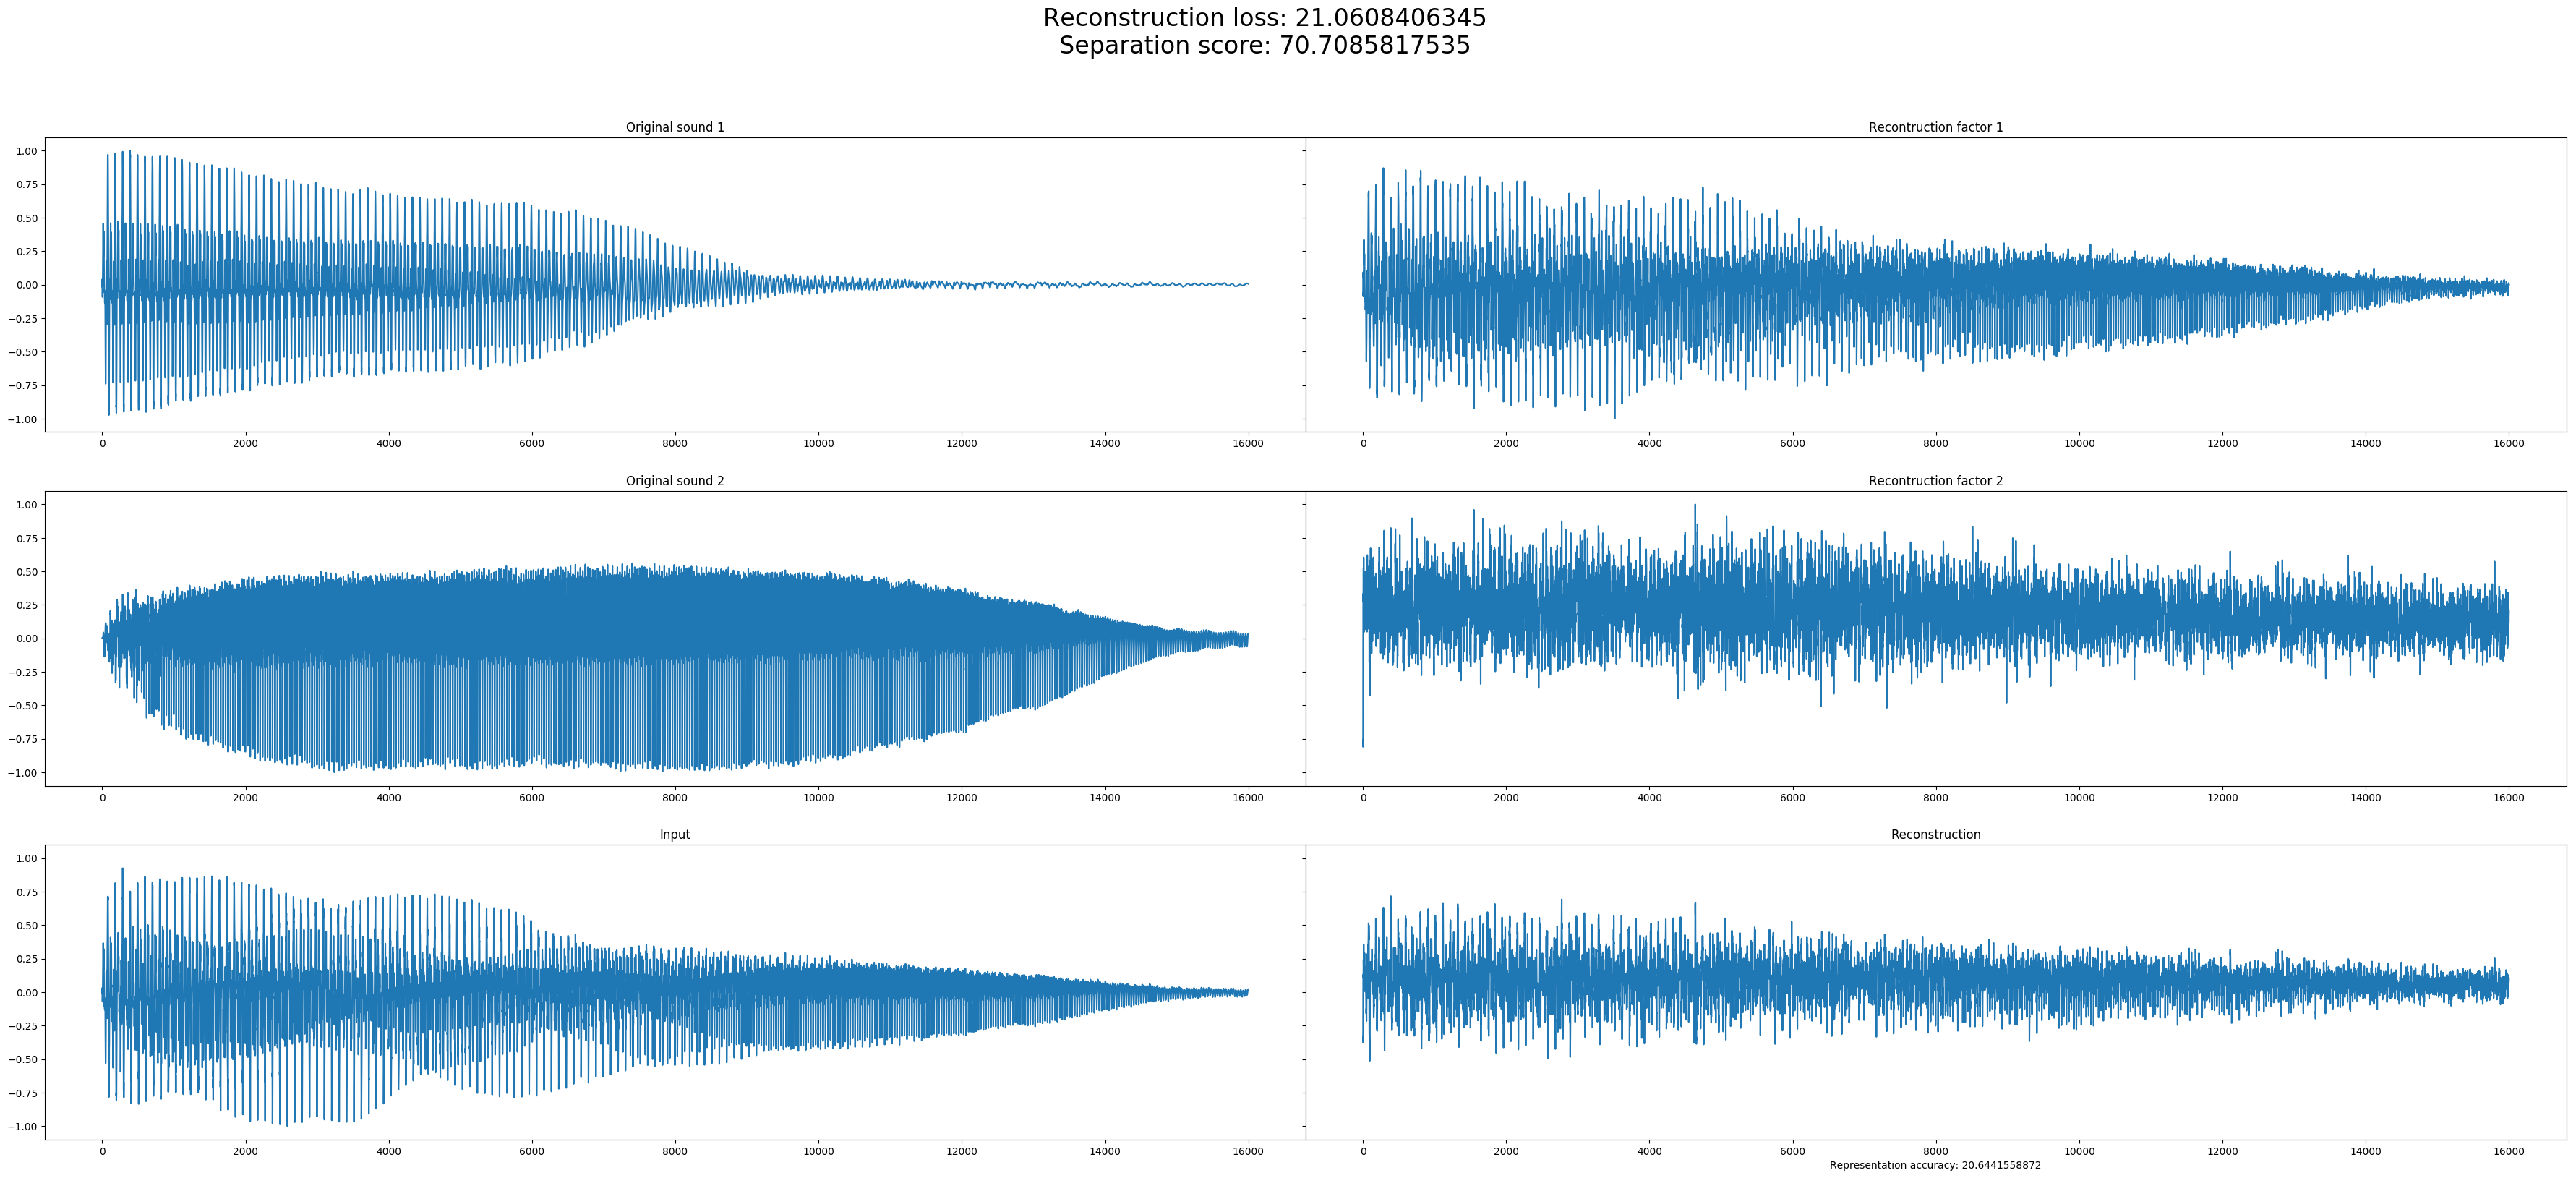 Reconstruction loss: 21.0608406345
Separation score: 70.7085817535
Original sound 1
Recontruction factor 1
1.00
0.75
0.50
0.25
0.00
−0.25
−0.50
−0.75
−1.00
0 2000 4000 6000 8000 10000 12000 14000 16000
0 2000 4000 6000 8000 10000 12000 14000 16000
Original sound 2
Reconstruction factor 2
1.00
0.75
0.50
0.25
0.00
−0.25
−0.50
−0.75
−1.00
0 2000 4000 6000 8000 10000 12000 14000 16000
0 2000 4000 6000 8000 10000 12000 14000 16000
Input
Reconstruction
1.00
0.75
0.50
0.25
0.00
−0.25
−0.50
−0.75
−1.00
0 2000 4000 6000 8000 10000 12000 14000 16000
0 2000 4000 6000 8000 10000 12000 14000 16000
Representation accuracy: 20.6441558872